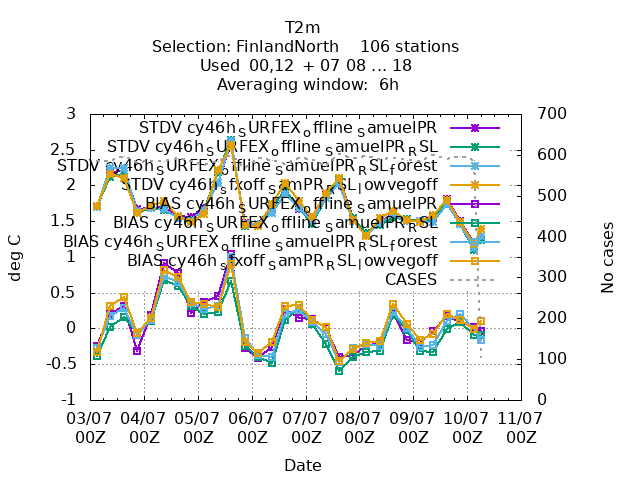 T2m
Selection: FinlandNorth 106 stations
Used 00,12 + 07 08 ... 18
Averaging window: 6h
deg C
3
2.5
2
1.5
1
0.5
0
-0.5
-1
STDV cy46h_SURFEX_offline_SamuelPR
STDV cy46h_SURFEX_offline_SamuelPR_RSL
STDV cy46h_SURFEX_offline_SamuelPR_RSL_forest
STDV cy46h_sfxoff_SamPR_RSL_lowvegoff
BIAS cy46h_SURFEX_offline_SamuelPR
BIAS cy46h_SURFEX_offline_SamuelPR_RSL
BIAS cy46h_SURFEX_offline_SamuelPR_RSL_forest
BIAS cy46h_sfxoff_SamPR_RSL_lowvegoff
CASES
700
600
500
400
300
200
100
0
No cases
03/07 04/07 05/07 06/07 07/07 08/07 09/07 10/07 11/07
00Z 00Z 00Z 00Z 00Z 00Z 00Z 00Z 00Z
Date